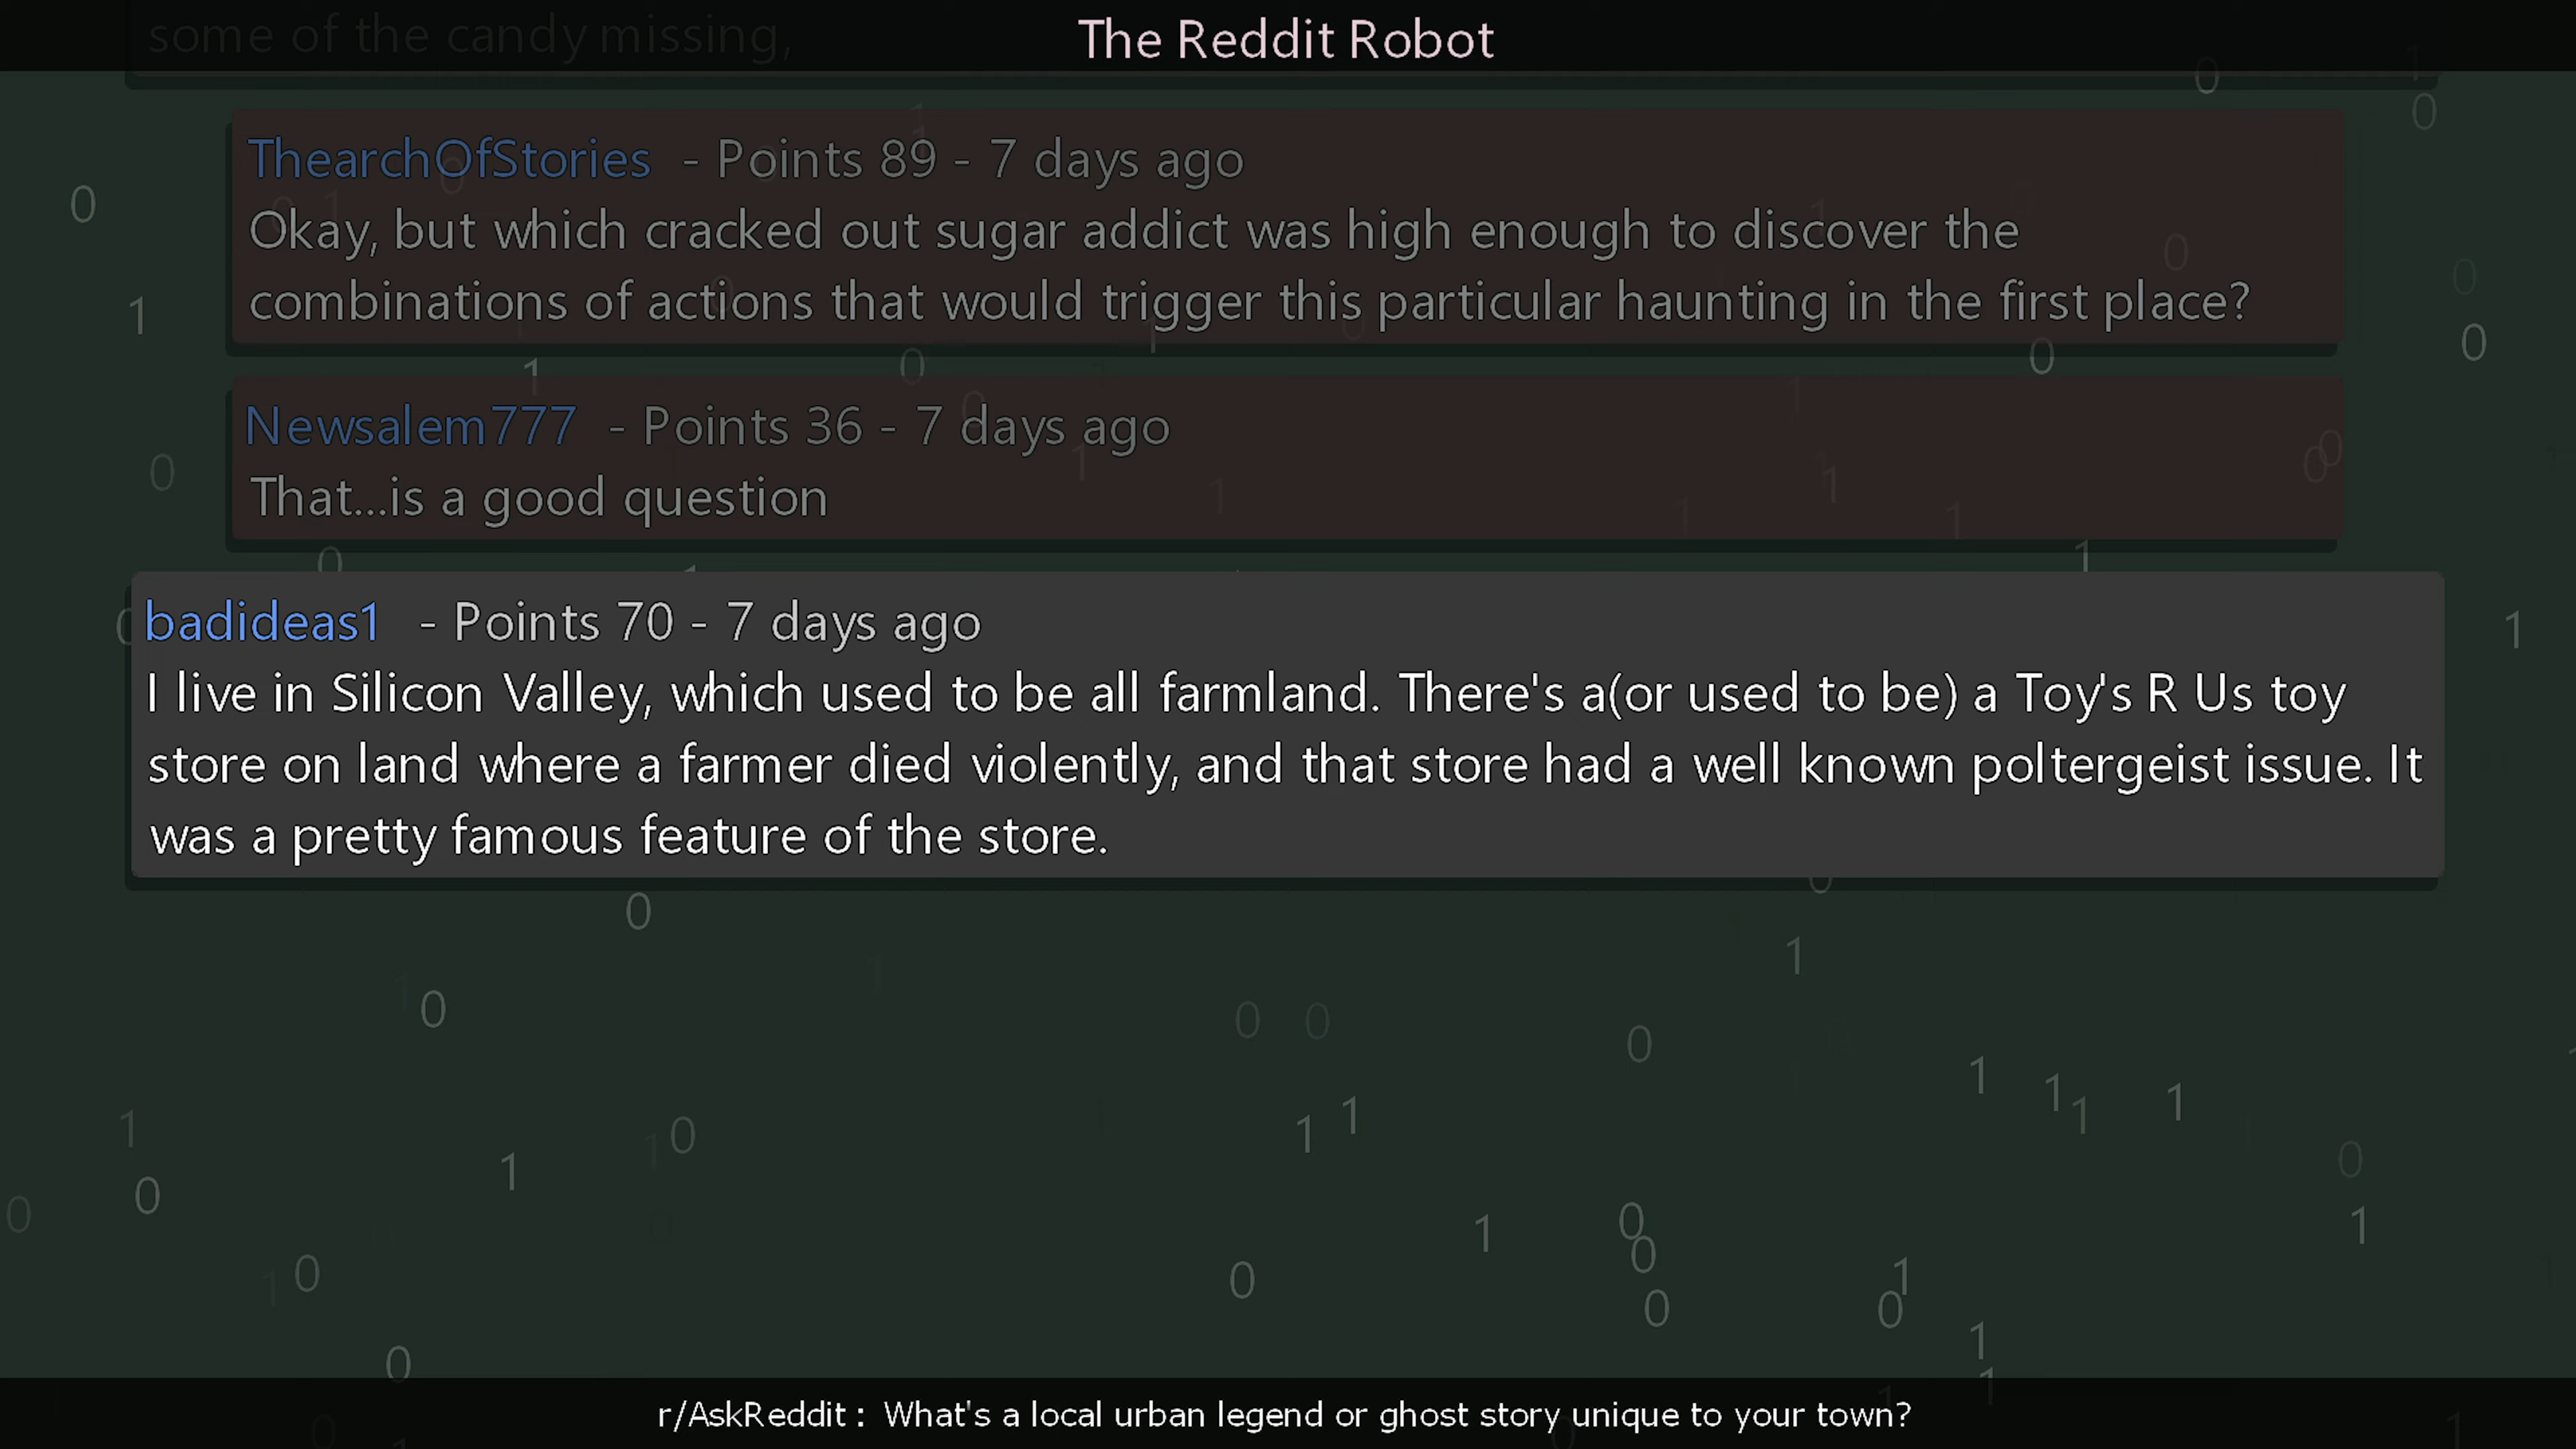 some of the candy missing,
The Reddit Robot
ThearchOfStories - Points 89 - 7 days ago
Okay, but which cracked out sugar addict was high enough to discover the
combinations of actions that would trigger this particular haunting in the first place?
Newsalem777 - Points 36 - 7 days ago
That...is a good question
badideas1 - Points 70 - 7 days ago
I live in Silicon Valley, which used to be all farmland. There's a(or used to be) a Toy's R Us toy
store on land where a farmer died violently, and that store had a well known poltergeist issue. It
was a pretty famous feature of the store.
r/AskReddit : What's a local urban legend or ghost story unique to your town?